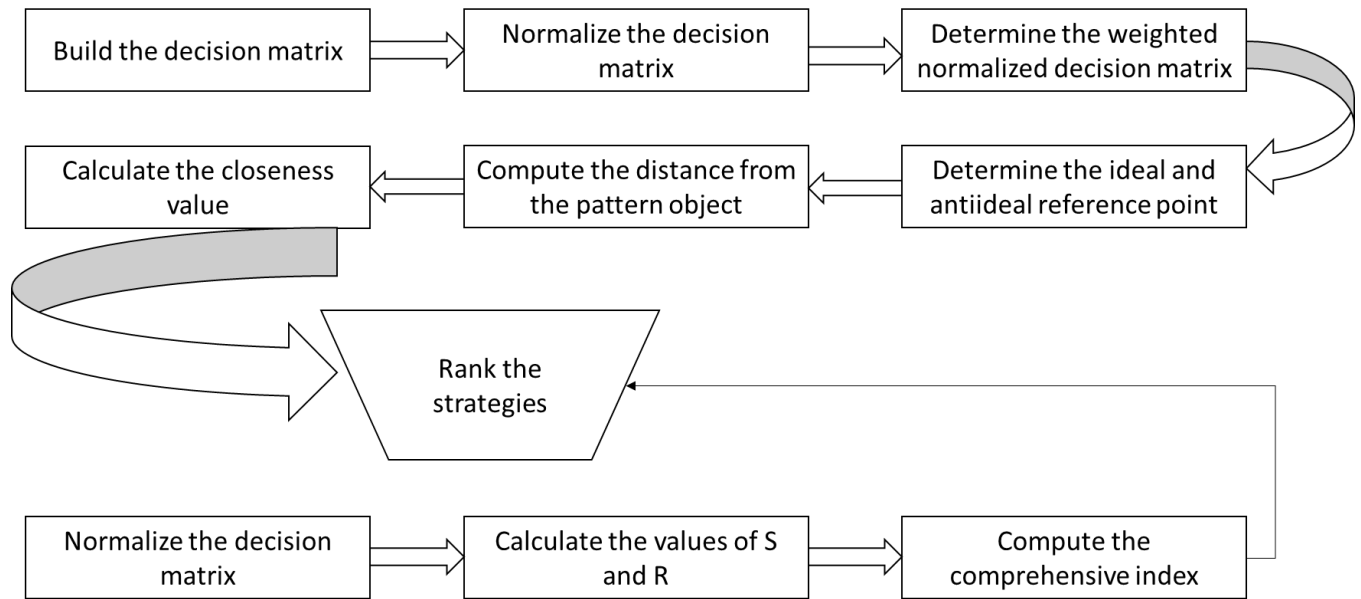 Build the decision matrix
Normalize the decision
matrix
Determine the weighted
normalized decision matrix
Calculate the closeness
value
Compute the distance from
the pattern object
Determine the ideal and
antiideal reference point
Rank the
strategies
Normalize the decision
matrix
Calculate the values of S
and R
Compute the
comprehensive index